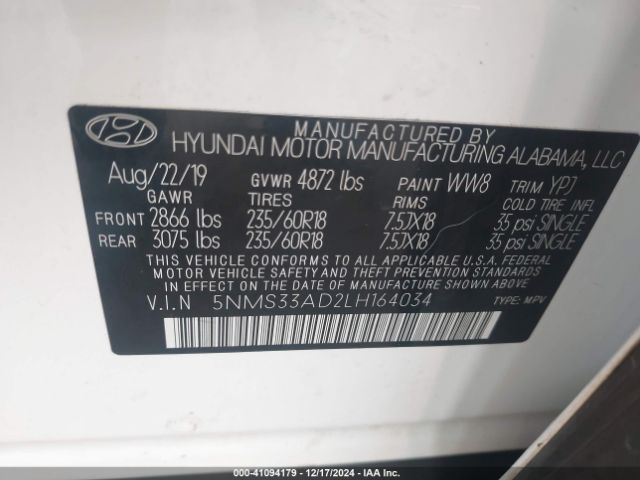 MANUFACTURED BY
HYUNDAI MOTOR MANUFACTURING ALABAMA, LLC
Aug/22/19 GVWR 4872 lbs PAINT WW8 TRIM YPJ
GAWR TIRES RIMS COLD TIRE INFL
FRONT 2866 lbs 235/60R18 7.5JX18 35 psi SINGLE
REAR 3075 lbs 235/60R18 7.5JX18 35 psi SINGLE
THIS VEHICLE CONFORMS TO ALL APPLICABLE U.S.A. FEDERAL
MOTOR VEHICLE SAFETY AND THEFT PREVENTION STANDARDS
IN EFFECT ON THE DATE OF MANUFACTURE SHOWN ABOVE
V.I.N 5NMS33AD2LH164034 TYPE: MPV
000-41094179 - 12/17/2024 - IAA Inc.